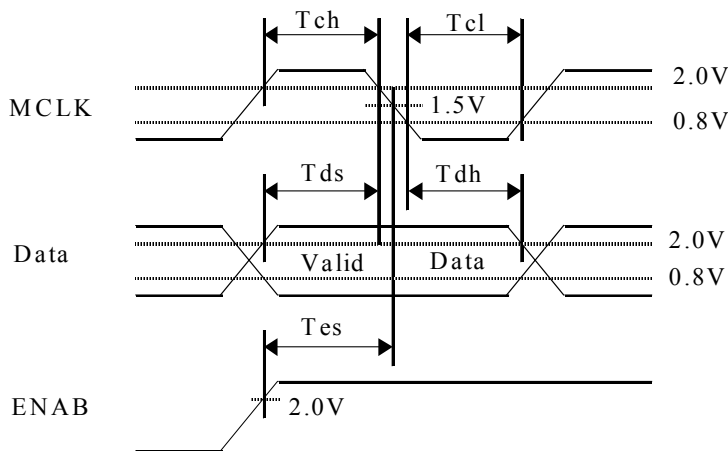 Tch Tcl
2.0V
MCLK 1.5V
0.8V
Tds Tdh
Data 2.0V
Valid Data
0.8V
Tes
ENAB 2.0V